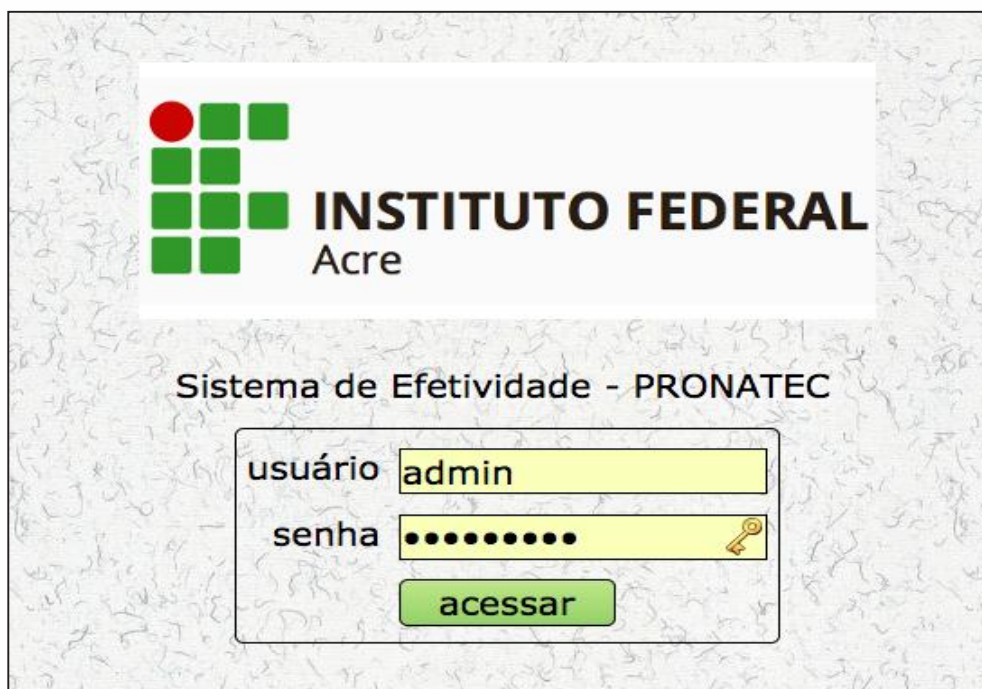 INSTITUTO FEDERAL
Acre
Sistema de Efetividade - PRONATEC
usuário admin
senha •••••••••
acessar